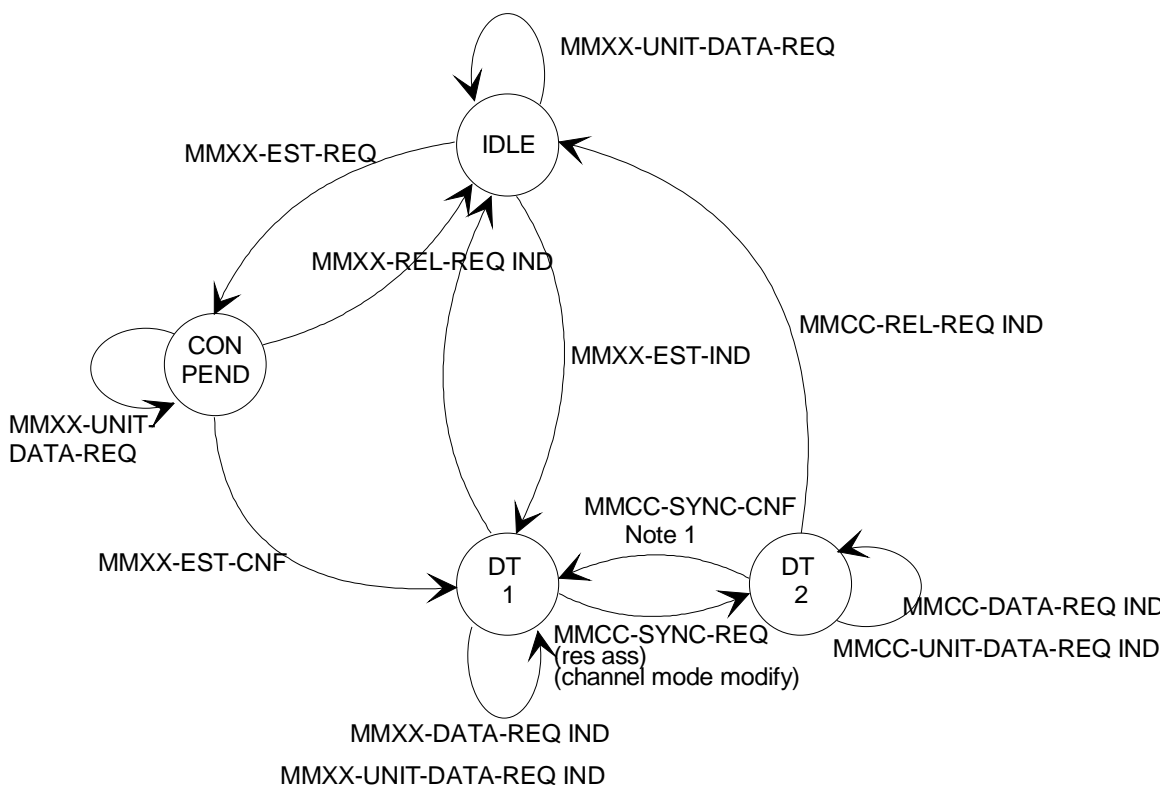 MMXX-UNIT-DATA-REQ
IDLE
MMXX-EST-REQ
MMXX-REL-REQ IND
MMCC-REL-REQ IND
CON
PEND
MMXX-EST-IND
MMXX-UNIT-
DATA-REQ
MMCC-SYNC-CNF
Note 1
MMXX-EST-CNF
DT
1
DT
2
MMCC-DATA-REQ IND
MMCC-SYNC-REQ
(res ass)
(channel mode modify)
MMCC-UNIT-DATA-REQ IND
MMXX-DATA-REQ IND
MMXX-UNIT-DATA-REQ IND